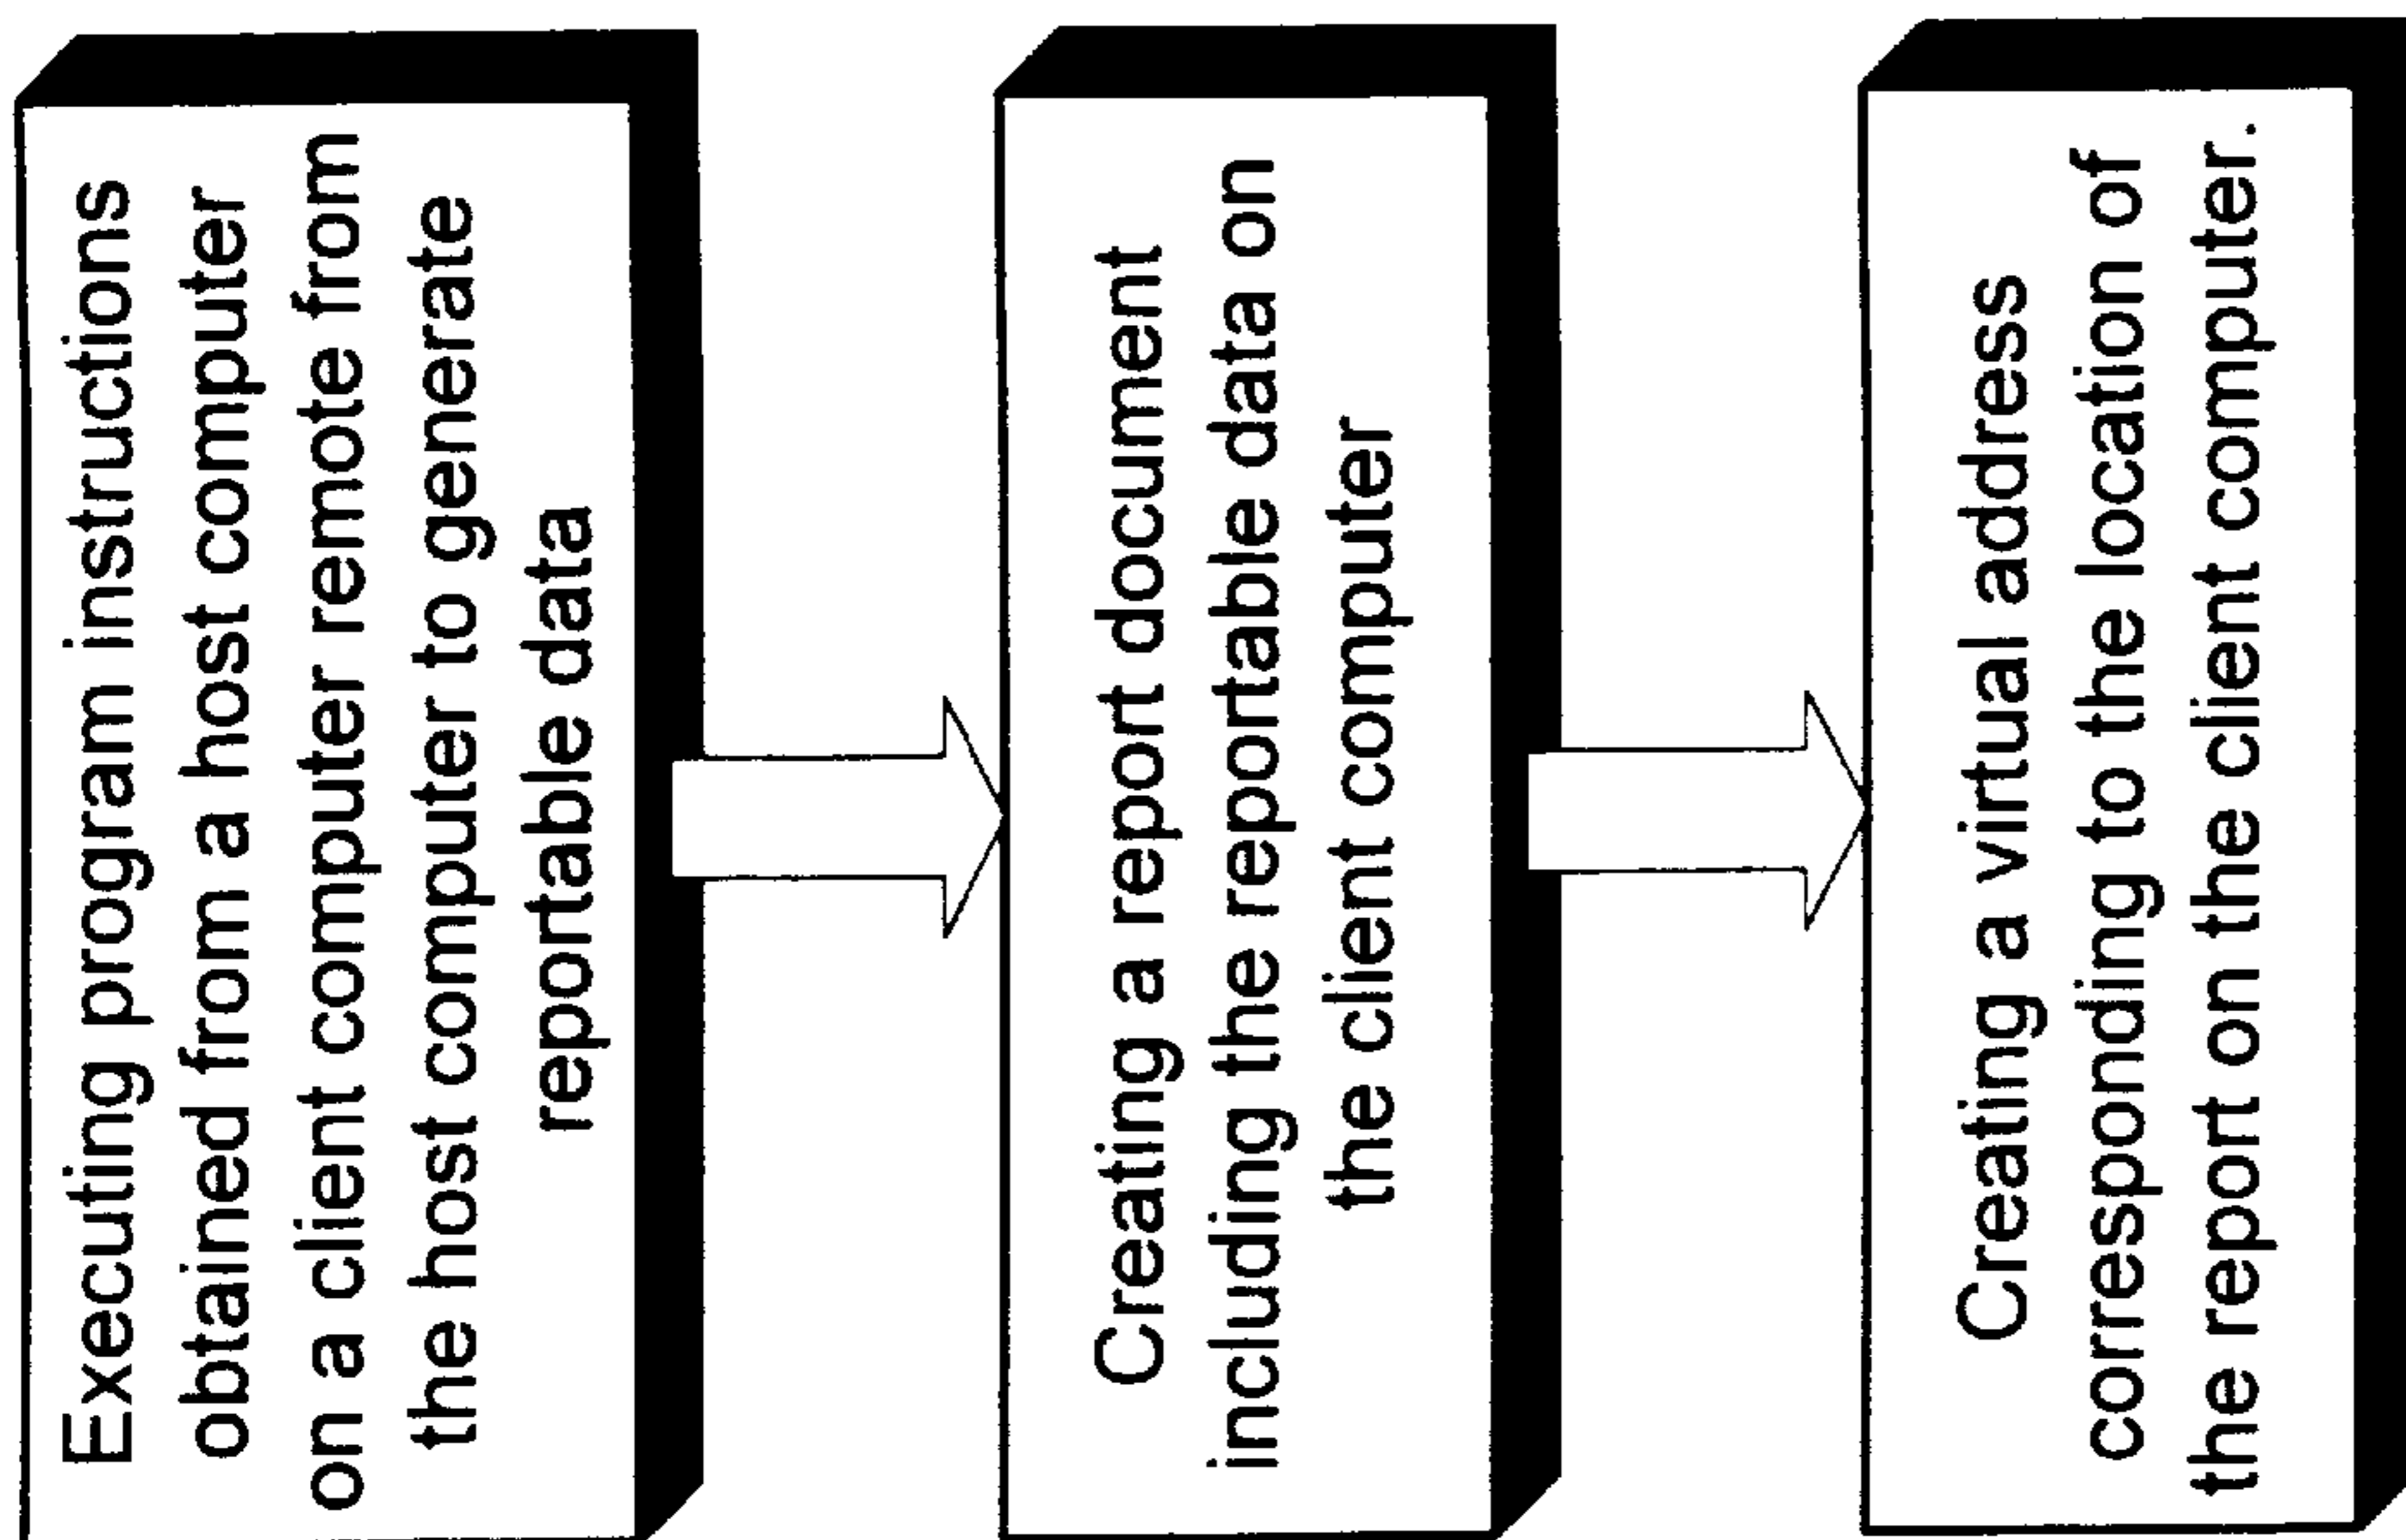 Executing program instructions
obtained from a host computer
on a client computer remote from
the host computer to generate
reportable data
Creating a report document
including the reportable data on
the client computer
Creating a virtual address
corresponding to the location of
the report on the client computer.